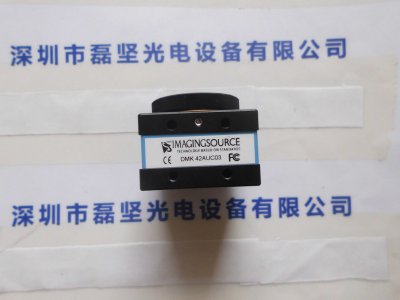 深圳市磊坚光电设备有限公司
THE IMAGINGSOURCE
TECHNOLOGY BASED ON STANDARDS
CE DMK 42AUC03 FC
深圳市磊坚光电设备有限公司